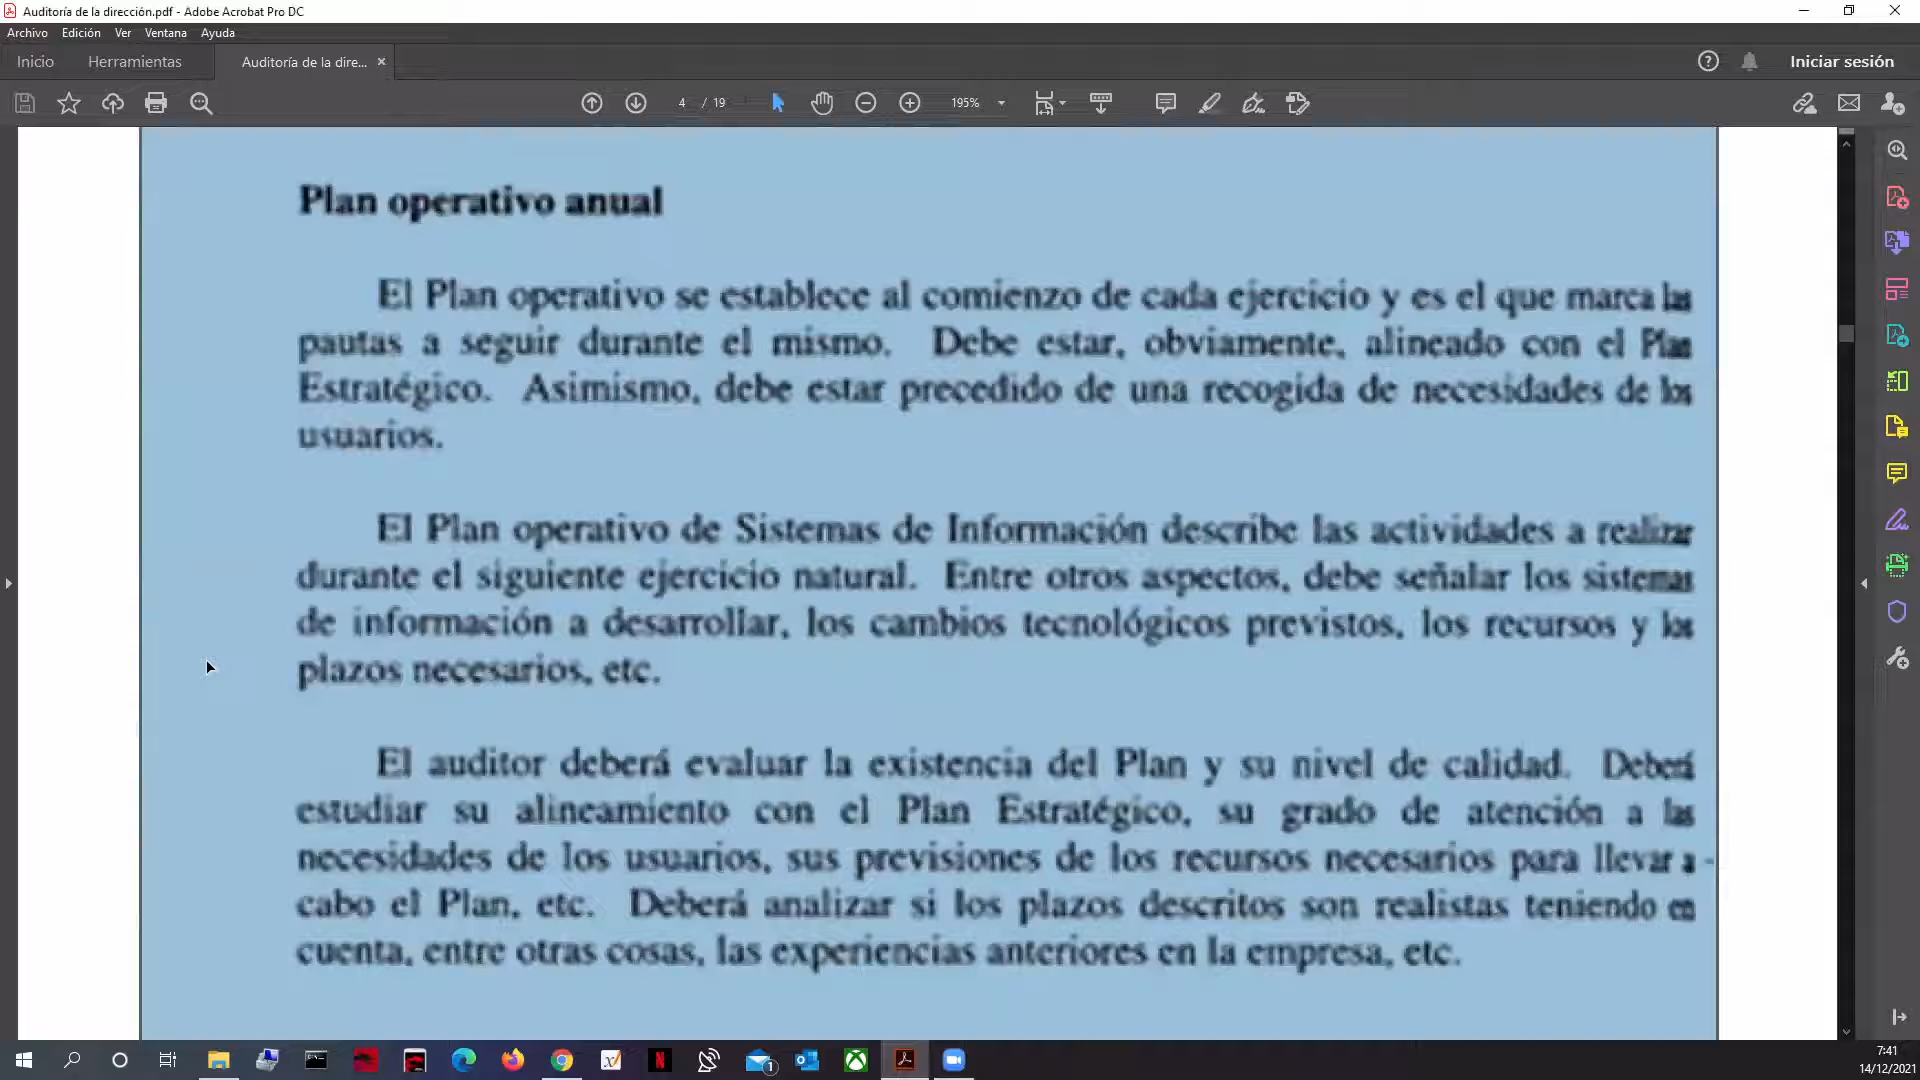 Auditoría de la dirección.pdf - Adobe Acrobat Pro DC
Archivo Edición Ver Ventana Ayuda
Inicio Herramientas Auditoría de la dire... × Iniciar sesión
4 / 19 195%
Plan operativo anual
El Plan operativo se establece al comienzo de cada ejercicio y es el que marca las
pautas a seguir durante el mismo. Debe estar, obviamente, alineado con el Plan
Estratégico. Asimismo, debe estar precedido de una recogida de necesidades de los
usuarios.
El Plan operativo de Sistemas de Información describe las actividades a realizar
durante el siguiente ejercicio natural. Entre otros aspectos, debe señalar los sistemas
de información a desarrollar, los cambios tecnológicos previstos, los recursos y los
plazos necesarios, etc.
El auditor deberá evaluar la existencia del Plan y su nivel de calidad. Deberá
estudiar su alineamiento con el Plan Estratégico, su grado de atención a las
necesidades de los usuarios, sus previsiones de los recursos necesarios para llevar a
cabo el Plan, etc. Deberá analizar si los plazos descritos son realistas teniendo en
cuenta, entre otras cosas, las experiencias anteriores en la empresa, etc.
7:41
14/12/2021